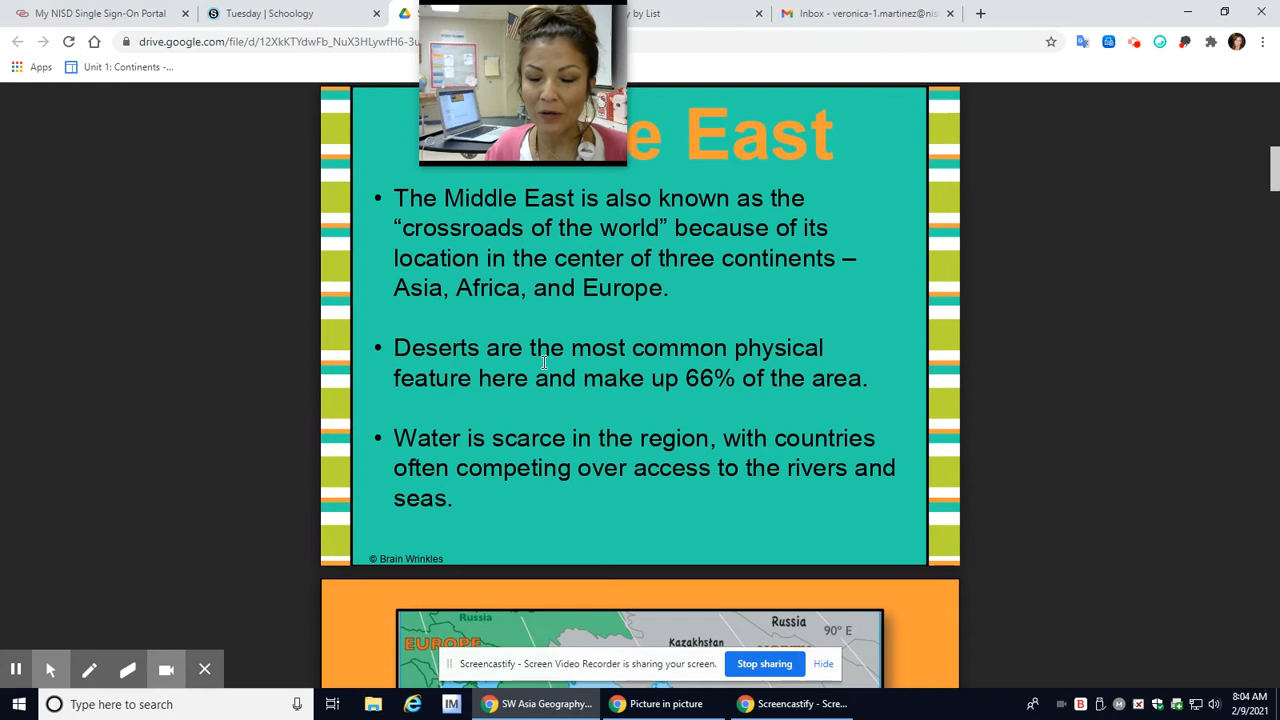 My NISD - The Signin Portal
Tuesday | Schoology
y by List
Inbox - veronica-1.martinez@nis
drive.google.com/file/d/12XkKTYdwFb_NuX3HLywfH6-3u
Apps
Unit 1: Continents -...
e East
• The Middle East is also known as the
“crossroads of the world” because of its
location in the center of three continents –
Asia, Africa, and Europe.
• Deserts are the most common physical
feature here and make up 66% of the area.
• Water is scarce in the region, with countries
often competing over access to the rivers and
seas.
© Brain Wrinkles
Russia
EUROPE
Russia
90° E
Kazakhstan
Screencastify - Screen Video Recorder is sharing your screen.
Stop sharing
Hide
Type here to search
IM
SW Asia Geography...
Picture in picture
Screencastify - Scre...
8:04 AM
2/9/2021